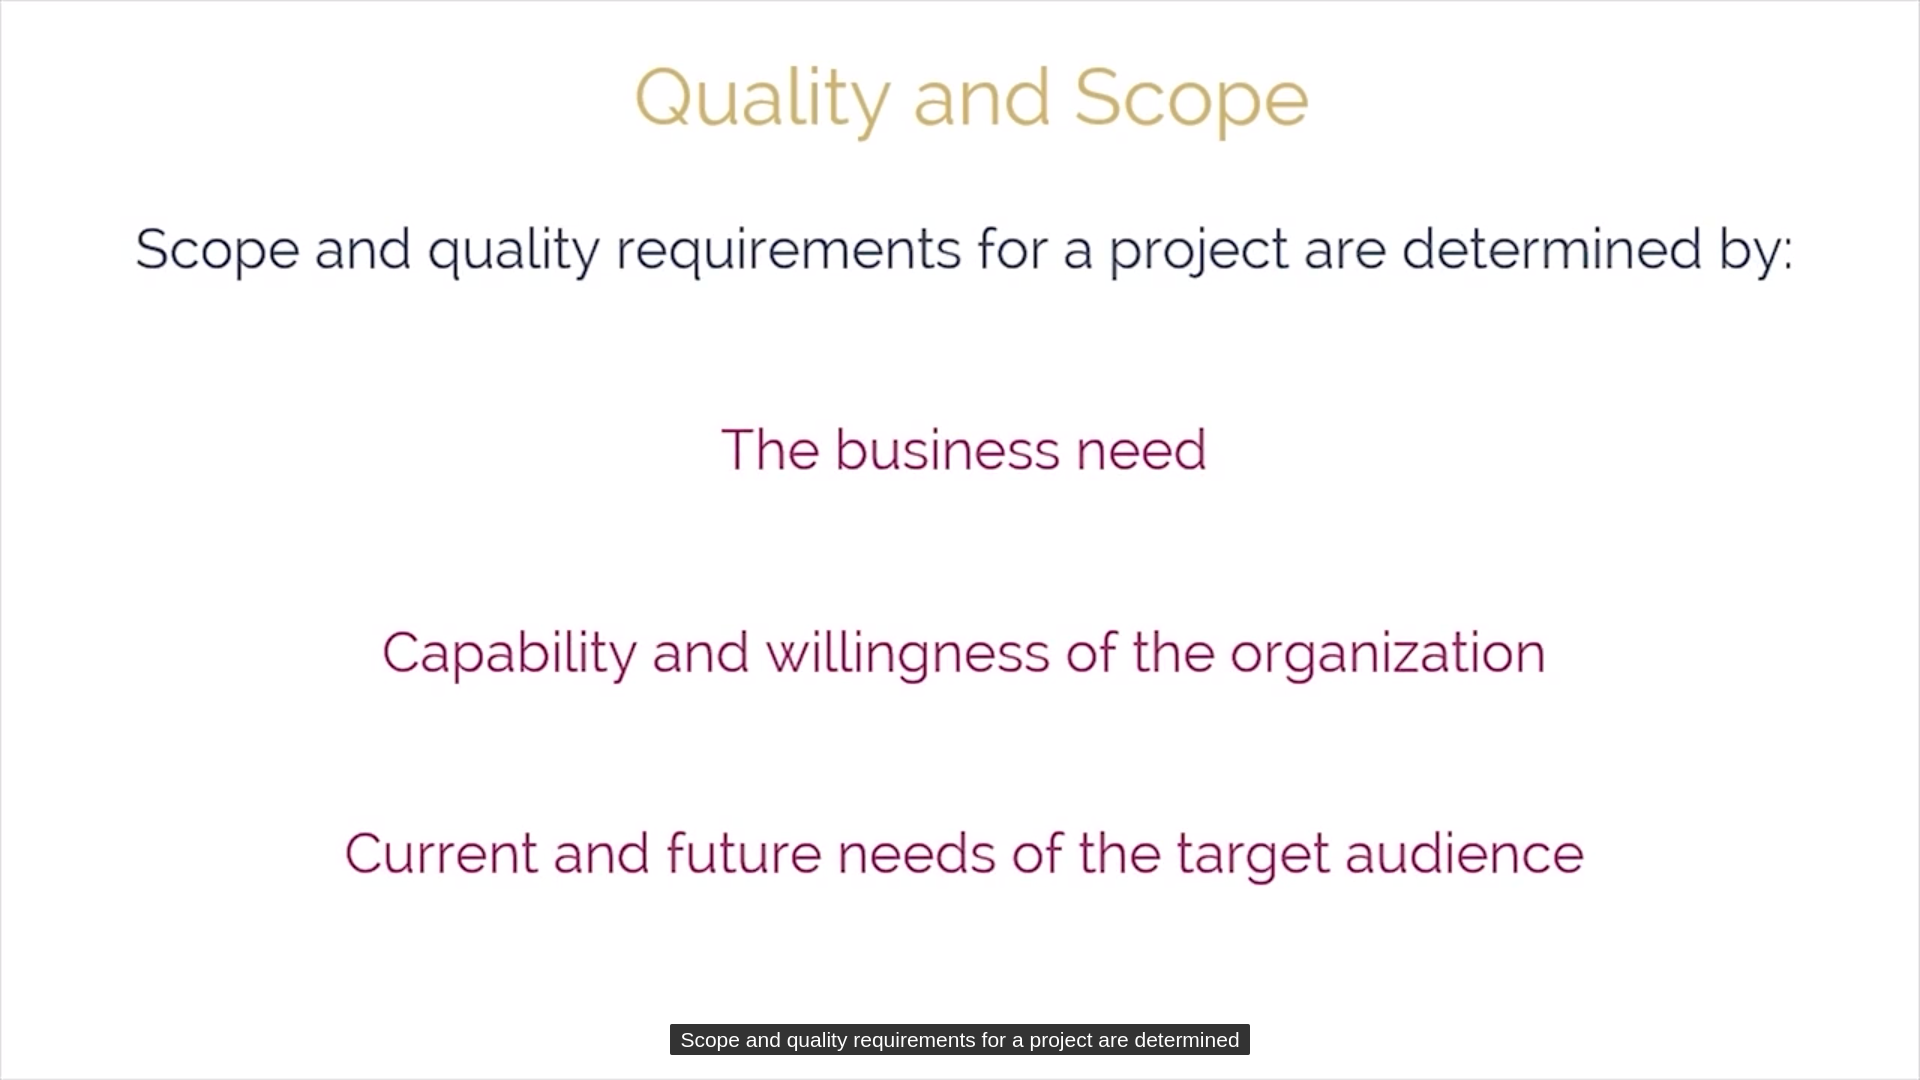 Quality and Scope
Scope and quality requirements for a project are determined by:
The business need
Capability and willingness of the organization
Current and future needs of the target audience
Scope and quality requirements for a project are determined